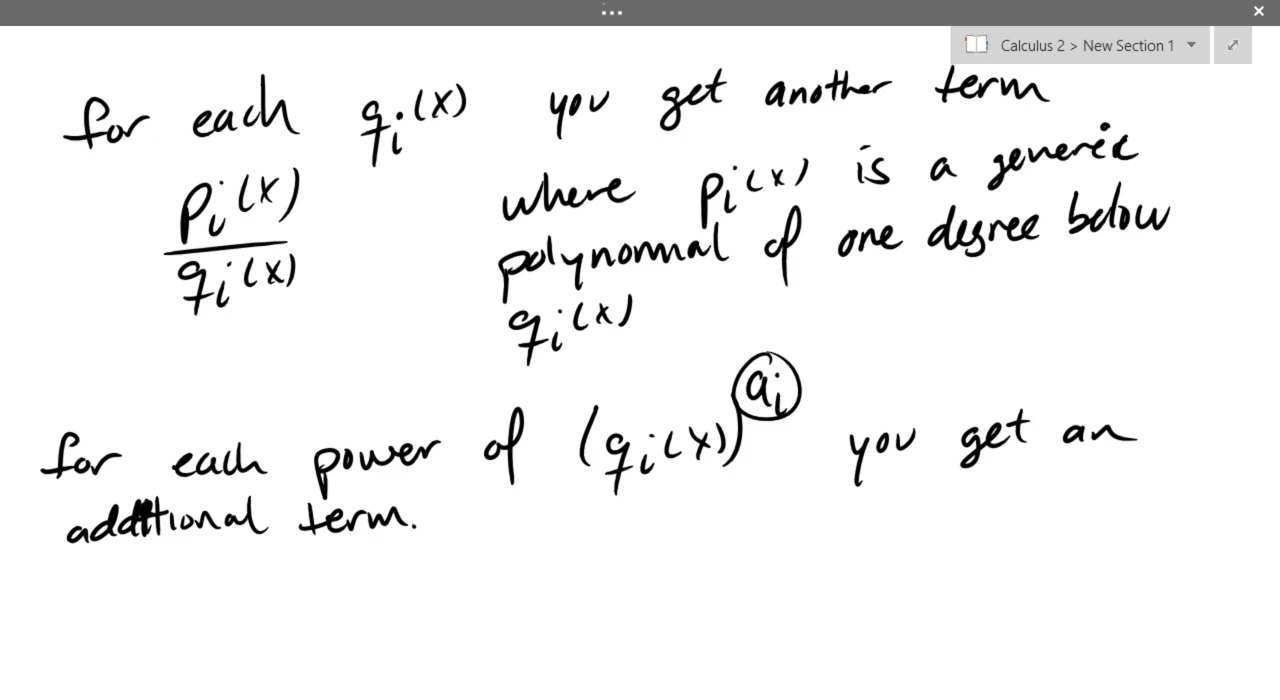 Calculus 2 > New Section 1
for each qᵢ(x) you get another term
pᵢ(x)
qᵢ(x)
where pᵢ(x) is a generic
polynormal of one degree below
qᵢ(x)
for each power of (qᵢ(x))^aᵢ you get an
additional term.